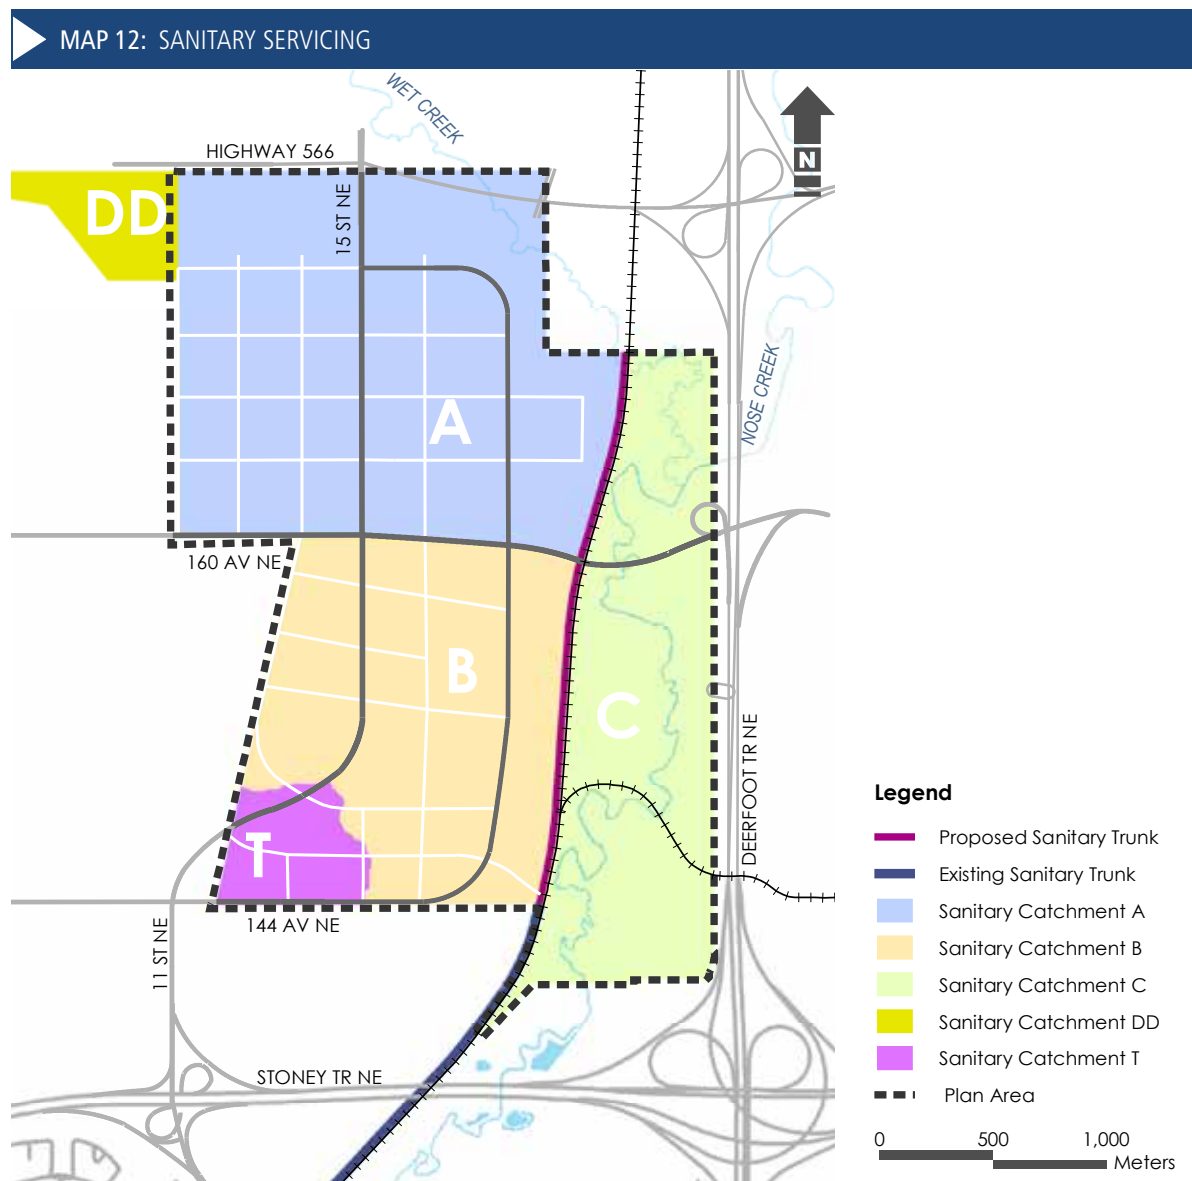 MAP 12: SANITARY SERVICING
WET CREEK
N
HIGHWAY 566
DD
15 ST NE
NOSE CREEK
A
160 AV NE
B
C
DEERFOOT TR NE
T
144 AV NE
11 ST NE
STONEY TR NE
Legend
Proposed Sanitary Trunk
Existing Sanitary Trunk
Sanitary Catchment A
Sanitary Catchment B
Sanitary Catchment C
Sanitary Catchment DD
Sanitary Catchment T
Plan Area
0 500 1,000
Meters